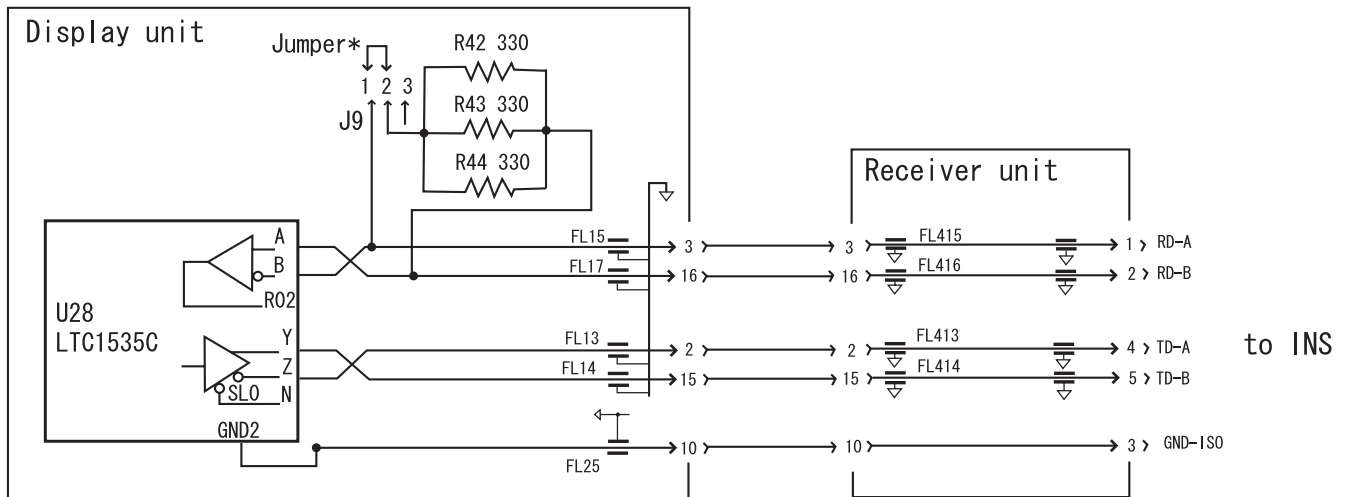 Display unit
Jumper*
R42 330
1 2 3
J9
R43 330
R44 330
Receiver unit
A
B
RO2
U28
LTC1535C
Y
Z
SLO
N
GND2
FL15
3
3
FL415
1
RD-A
FL17
16
16
FL416
2
RD-B
FL13
2
2
FL413
4
TD-A
to INS
FL14
15
15
FL414
5
TD-B
FL25
10
10
3
GND-ISO